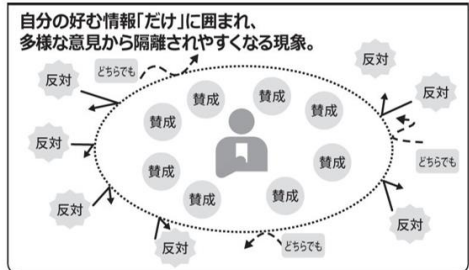 自分の好む情報「だけ」に囲まれ、
多様な意見から隔離されやすくなる現象。
反対
どちらでも
反対
賛成
賛成
賛成
賛成
反対
反対
賛成
賛成
どちらでも
反対
賛成
賛成
反対
反対
どちらでも